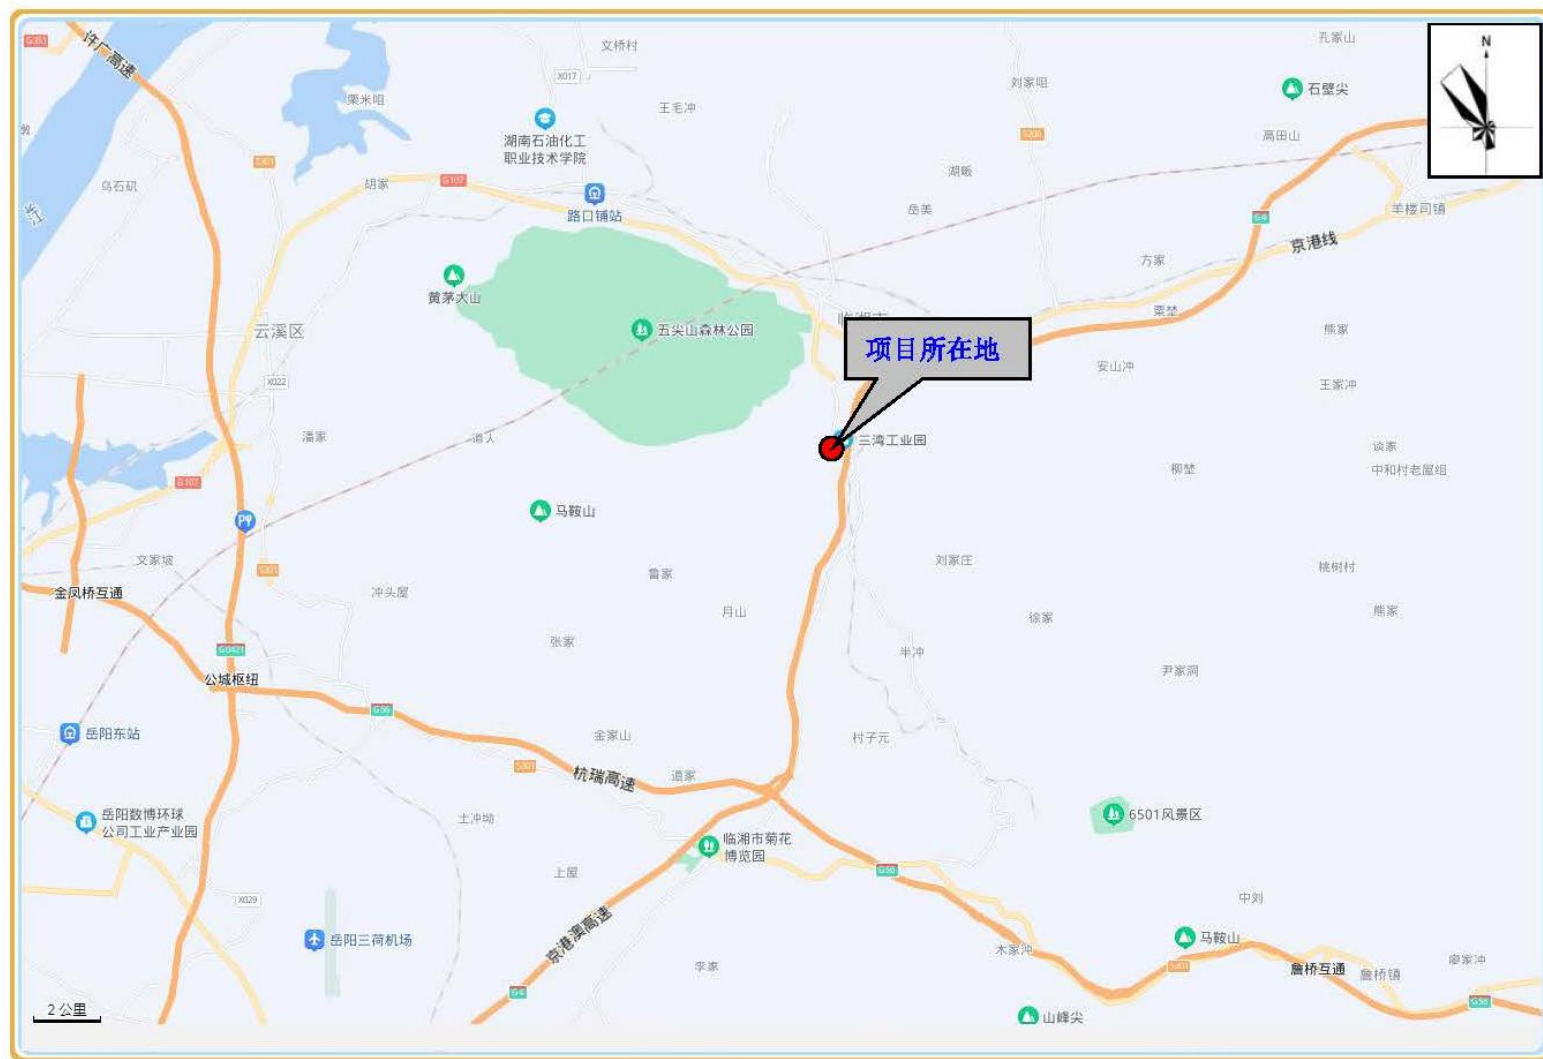 G353
许广高速
文桥村
孔家山
N
X017
栗米咀
刘家咀
石壁尖
王毛冲
湖南石油化工
职业技术学院
S208
高田山
S301
乌石矶
胡家
G107
湖畈
路口铺站
岳美
羊楼司镇
长江
G4
京港线
方家
黄茅大山
云溪区
五尖山森林公园
项目所在地
熊家
安山冲
X022
王家冲
潘家
道人
三湾工业园
谈家
中和村老屋组
柳埜
G107
马鞍山
文家坡
刘家庄
S301
鲁家
桃树村
金凤桥互通
冲头屋
月山
徐家
熊家
张家
G0421
半冲
公城枢纽
尹家洞
G56
岳阳东站
金家山
村子元
S301
杭瑞高速
道家
岳阳数博环球
公司工业产业园
土冲坳
6501风景区
临湘市菊花
博览园
上屋
G56
X029
中刘
京港澳高速
岳阳三荷机场
马鞍山
木家冲
李家
S301
詹桥互通
詹桥镇
廖家冲
G4
G56
2 公里
山峰尖